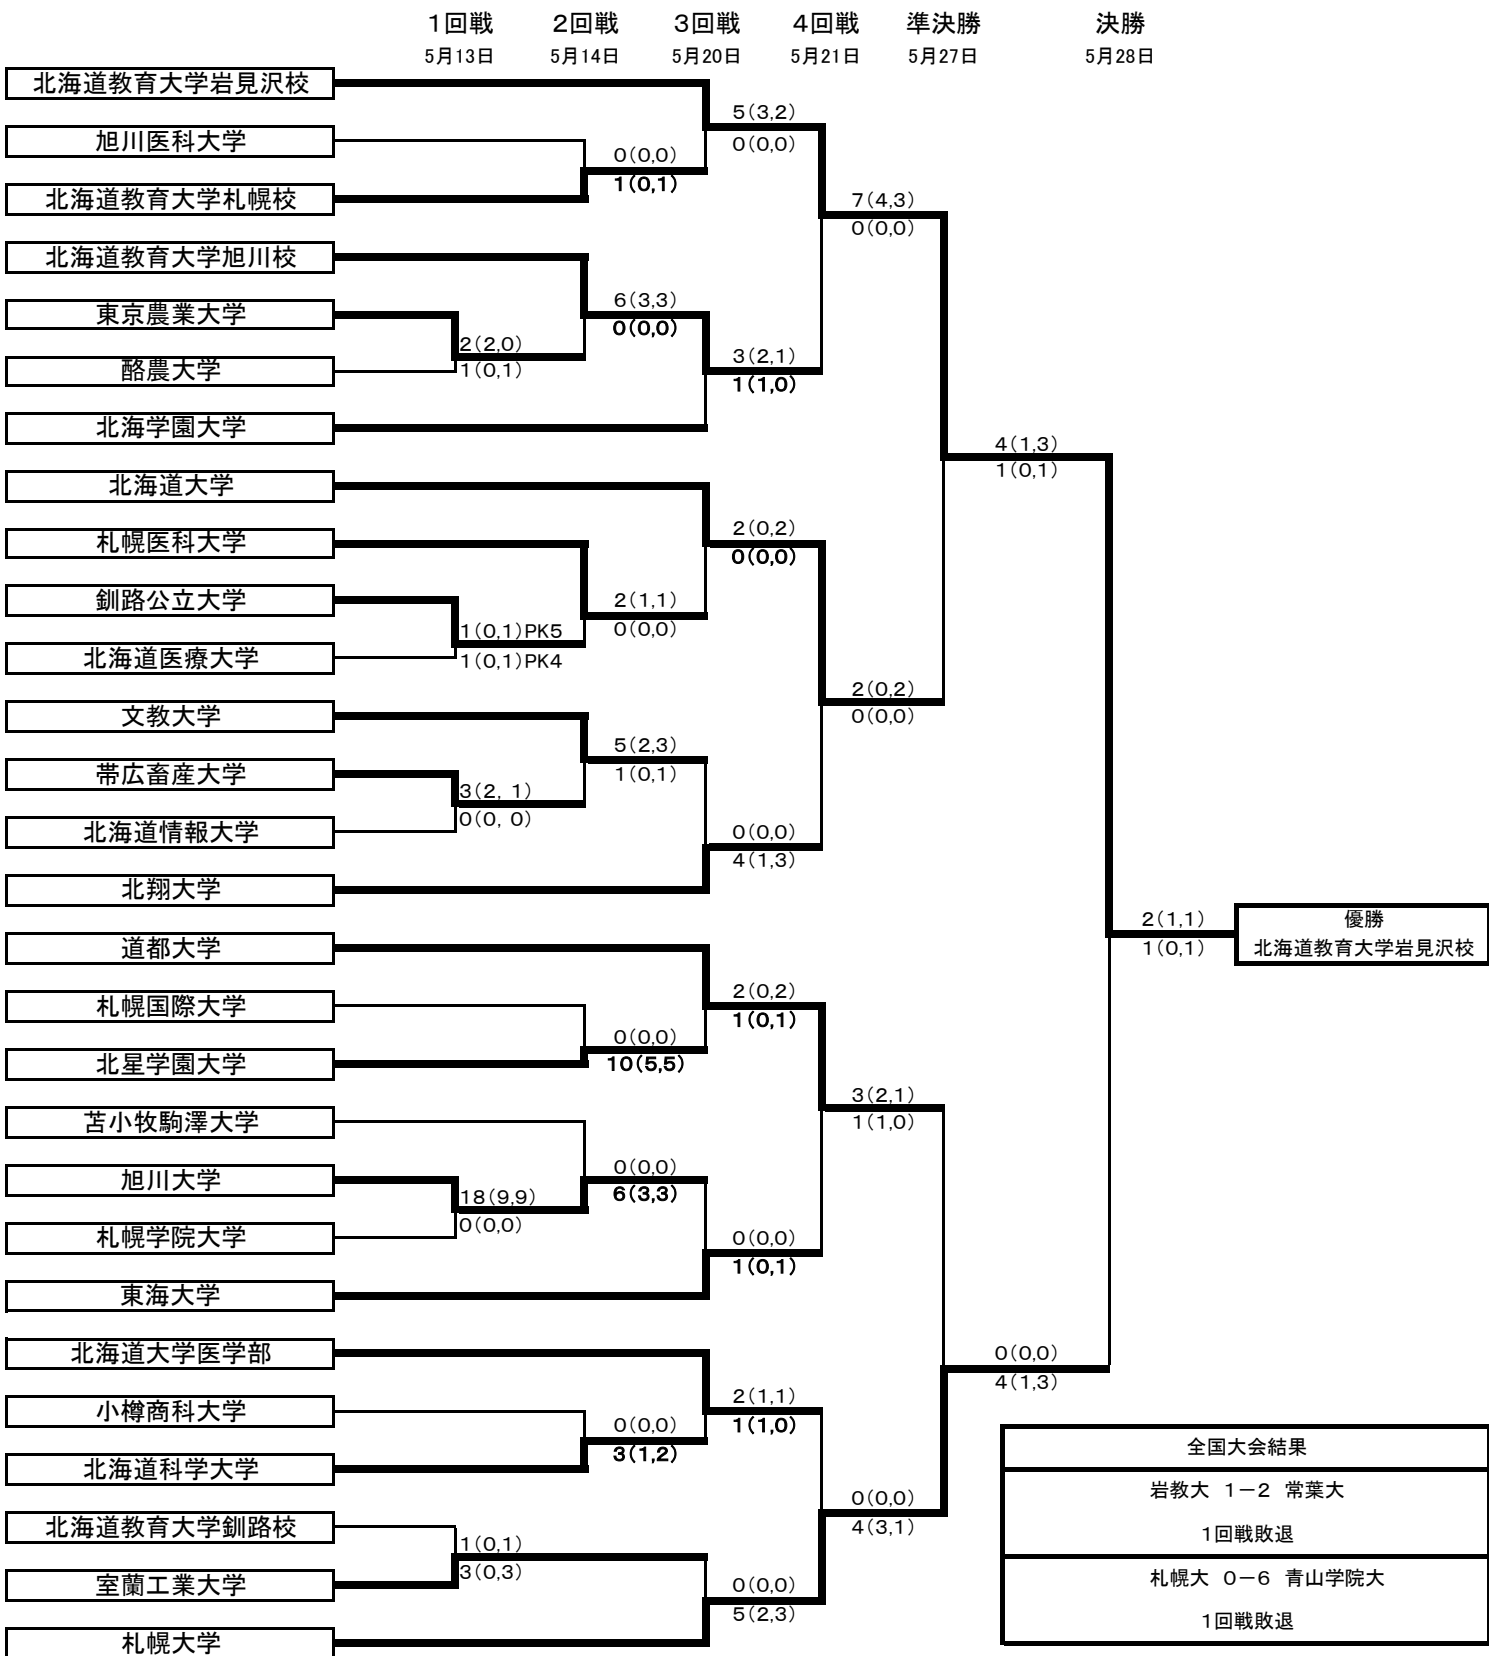 1回戦 2回戦 3回戦 4回戦 準決勝 決勝
5月13日 5月14日 5月20日 5月21日 5月27日 5月28日
北海道教育大学岩見沢校
5(3,2)
旭川医科大学
0(0,0)
0(0,0)
1(0,1)
北海道教育大学札幌校
7(4,3)
0(0,0)
北海道教育大学旭川校
6(3,3)
東京農業大学
0(0,0)
2(2,0)
3(2,1)
酪農大学
1(0,1)
1(1,0)
北海学園大学
4(1,3)
1(0,1)
北海道大学
2(0,2)
札幌医科大学
0(0,0)
釧路公立大学
2(1,1)
1(0,1)PK5
0(0,0)
北海道医療大学
1(0,1)PK4
2(0,2)
文教大学
0(0,0)
5(2,3)
帯広畜産大学
1(0,1)
3(2, 1)
0(0, 0)
北海道情報大学
0(0,0)
4(1,3)
北翔大学
2(1,1)
優勝
道都大学
1(0,1)
北海道教育大学岩見沢校
2(0,2)
札幌国際大学
1(0,1)
0(0,0)
北星学園大学
10(5,5)
3(2,1)
苫小牧駒澤大学
1(1,0)
0(0,0)
旭川大学
6(3,3)
18(9,9)
0(0,0)
札幌学院大学
0(0,0)
1(0,1)
東海大学
北海道大学医学部
0(0,0)
4(1,3)
2(1,1)
小樽商科大学
0(0,0)
1(1,0)
3(1,2)
北海道科学大学
全国大会結果
岩教大 1-2 常葉大
1回戦敗退
0(0,0)
北海道教育大学釧路校
4(3,1)
1(0,1)
3(0,3)
室蘭工業大学
札幌大 0-6 青山学院大
1回戦敗退
0(0,0)
5(2,3)
札幌大学